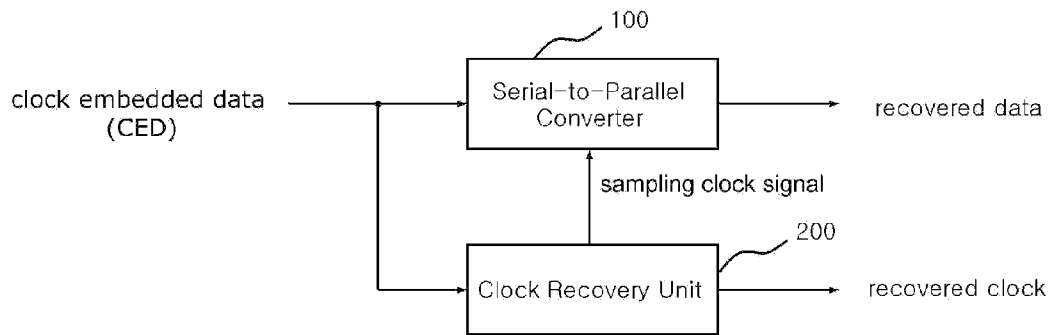 100
clock embedded data
(CED)
Serial-to-Parallel
Converter
recovered data
sampling clock signal
200
Clock Recovery Unit
recovered clock